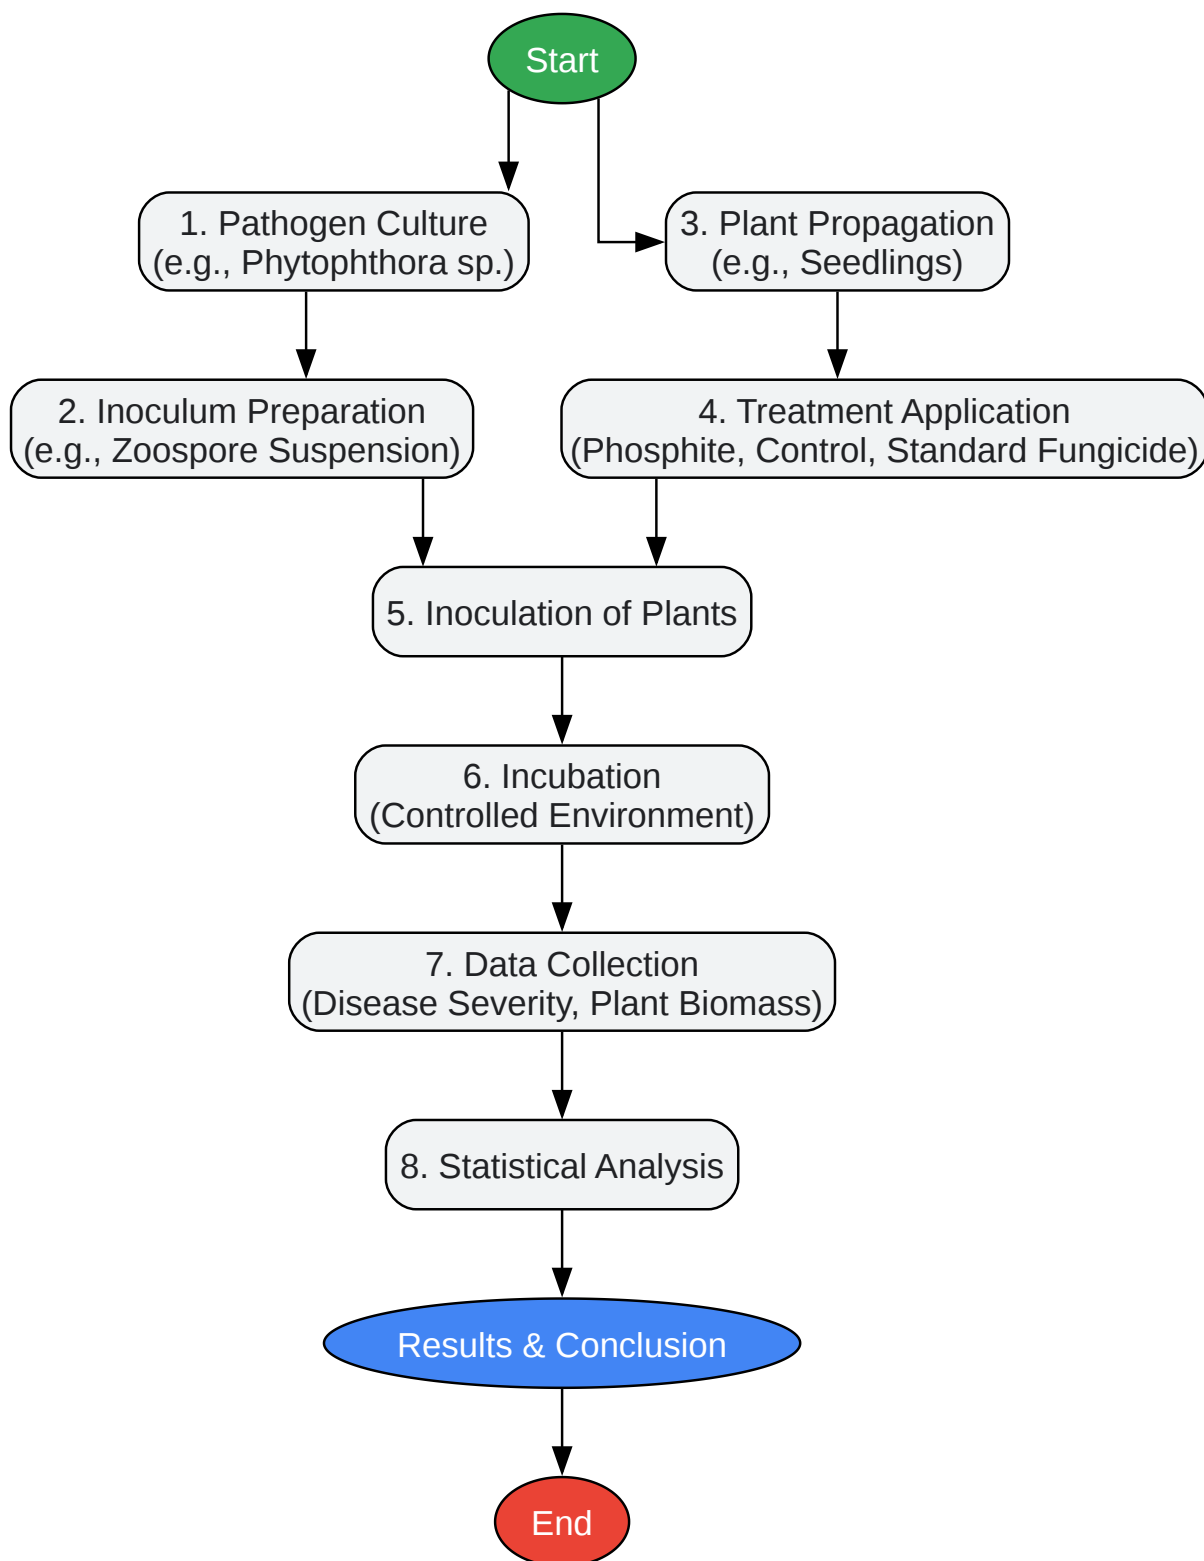 Start
1. Pathogen Culture
(e.g., Phytophthora sp.)
3. Plant Propagation
(e.g., Seedlings)
2. Inoculum Preparation
(e.g., Zoospore Suspension)
4. Treatment Application
(Phosphite, Control, Standard Fungicide)
5. Inoculation of Plants
6. Incubation
(Controlled Environment)
7. Data Collection
(Disease Severity, Plant Biomass)
8. Statistical Analysis
Results & Conclusion
End